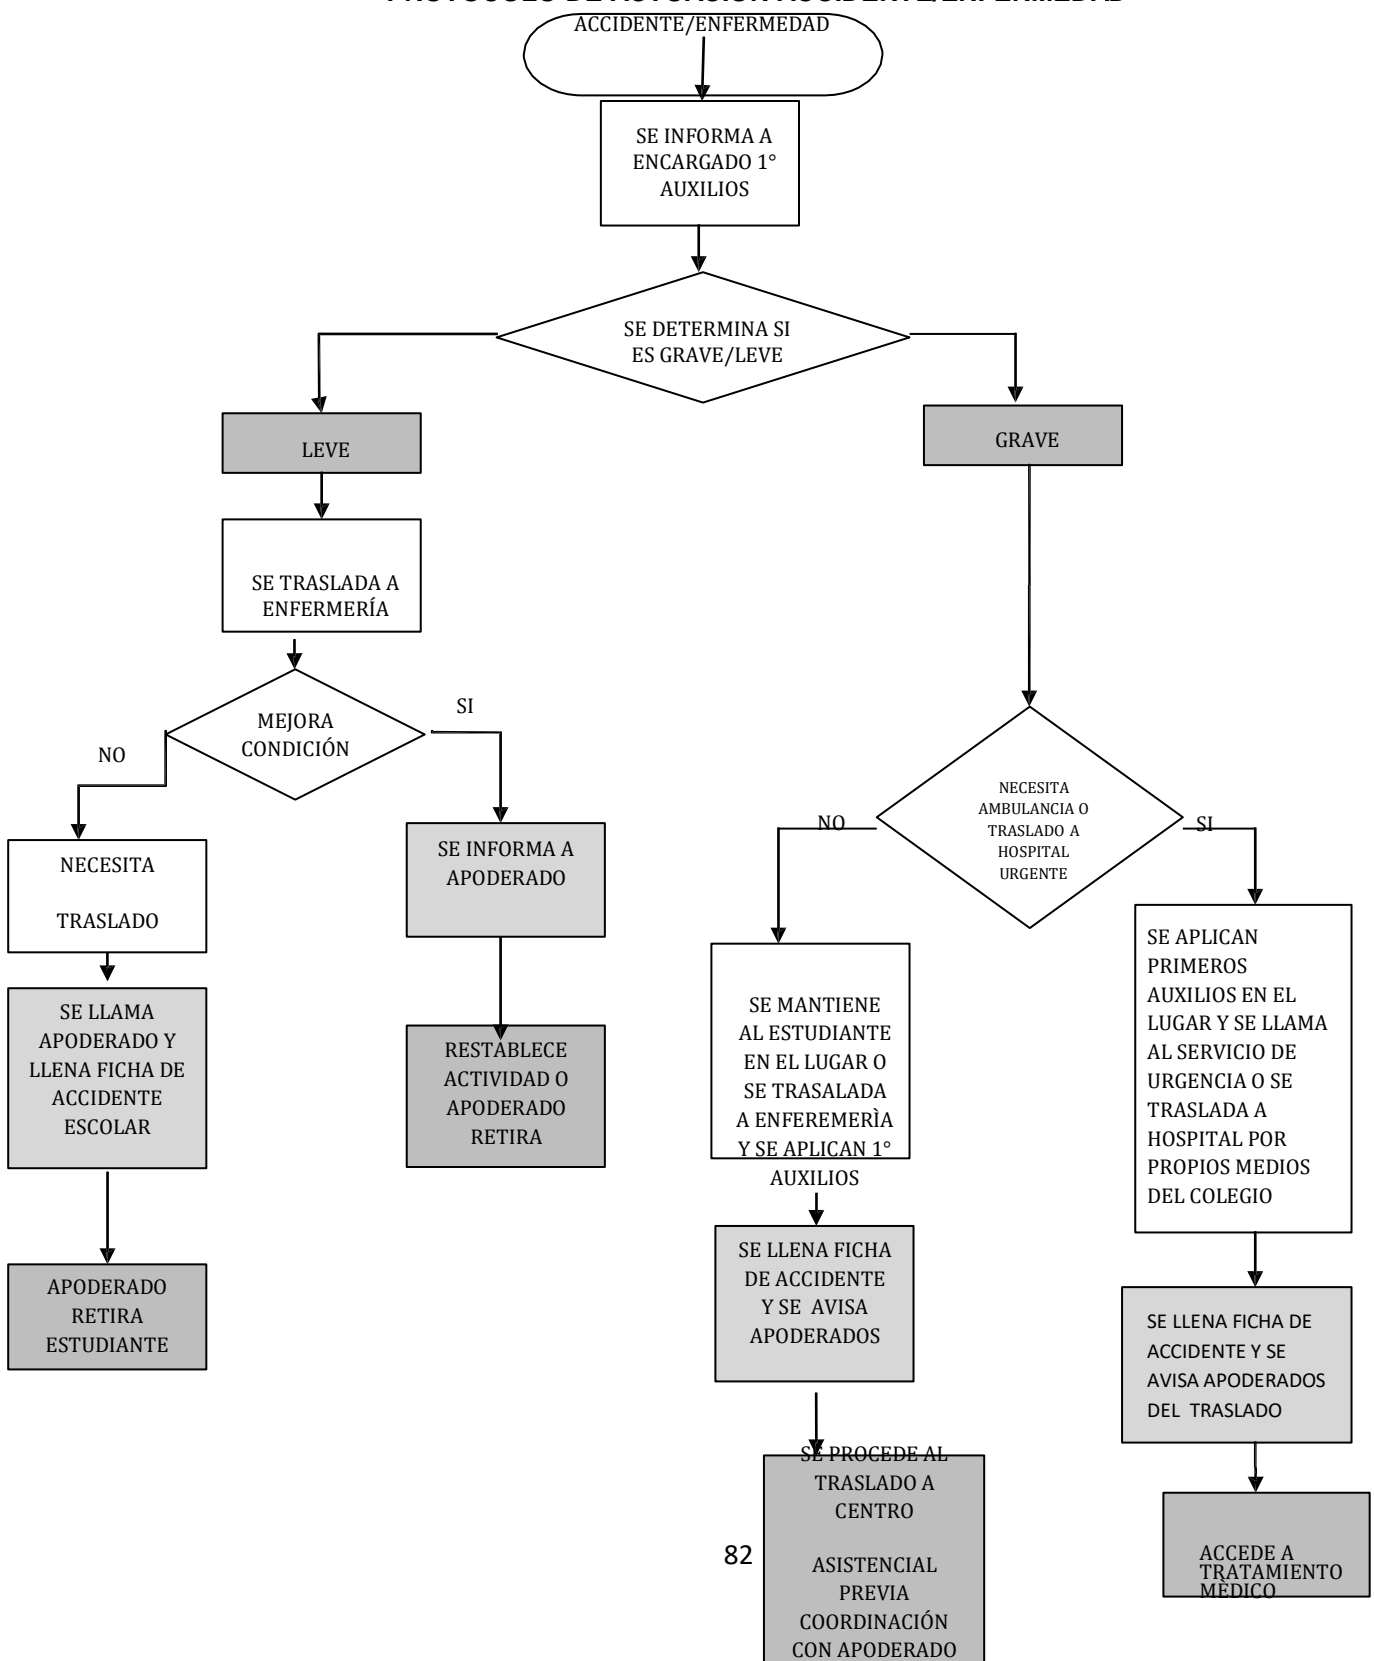 PROTOCOLO DE ACTUACIÓN ACCIDENTE/ENFERMEDAD
ACCIDENTE/ENFERMEDAD
SE INFORMA A
ENCARGADO 1°
AUXILIOS
SE DETERMINA SI
ES GRAVE/LEVE
LEVE
GRAVE
SE TRASLADA A
ENFERMERÍA
MEJORA
CONDICIÓN
SI
NO
NECESITA
TRASLADO
SE LLAMA
APODERADO Y
LLENA FICHA DE
ACCIDENTE
ESCOLAR
APODERADO
RETIRA
ESTUDIANTE
SE INFORMA A
APODERADO
RESTABLECE
ACTIVIDAD O
APODERADO
RETIRA
NECESITA
AMBULANCIA O
TRASLADO A
HOSPITAL
URGENTE
NO
SI
SE MANTIENE
AL ESTUDIANTE
EN EL LUGAR O
SE TRASALADA
A ENFEREMERÌA
Y SE APLICAN 1°
AUXILIOS
SE LLENA FICHA
DE ACCIDENTE
Y SE AVISA
APODERADOS
SE PROCEDE AL
TRASLADO A
CENTRO
ASISTENCIAL
PREVIA
COORDINACIÓN
CON APODERADO
SE APLICAN
PRIMEROS
AUXILIOS EN EL
LUGAR Y SE LLAMA
AL SERVICIO DE
URGENCIA O SE
TRASLADA A
HOSPITAL POR
PROPIOS MEDIOS
DEL COLEGIO
SE LLENA FICHA DE
ACCIDENTE Y SE
AVISA APODERADOS
DEL TRASLADO
ACCEDE A
TRATAMIENTO
MÈDICO
82